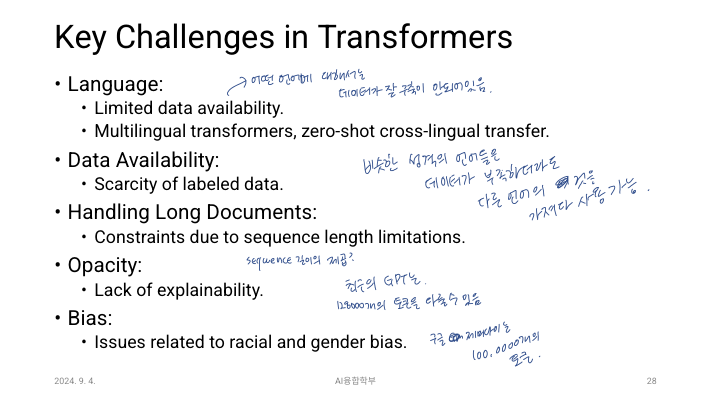 Key Challenges in Transformers
• Language:
어떤 언어에 대해서는
데이터가 잘 구축이 안되어있음.
• Limited data availability.
• Multilingual transformers, zero-shot cross-lingual transfer.
• Data Availability:
비슷한 성격의 언어들은
데이터가 부족하더라도
다른 언어의 것을
가져다 사용 가능.
• Scarcity of labeled data.
• Handling Long Documents:
• Constraints due to sequence length limitations.
• Opacity:
sequence 길이의 제곱?
• Lack of explainability.
최수의 GPT는
128000개의 토큰을 다룰 수 있음
• Bias:
• Issues related to racial and gender bias.
구글 제미나이는
100,0000개의
토큰.
2024. 9. 4.
AI융합학부
28